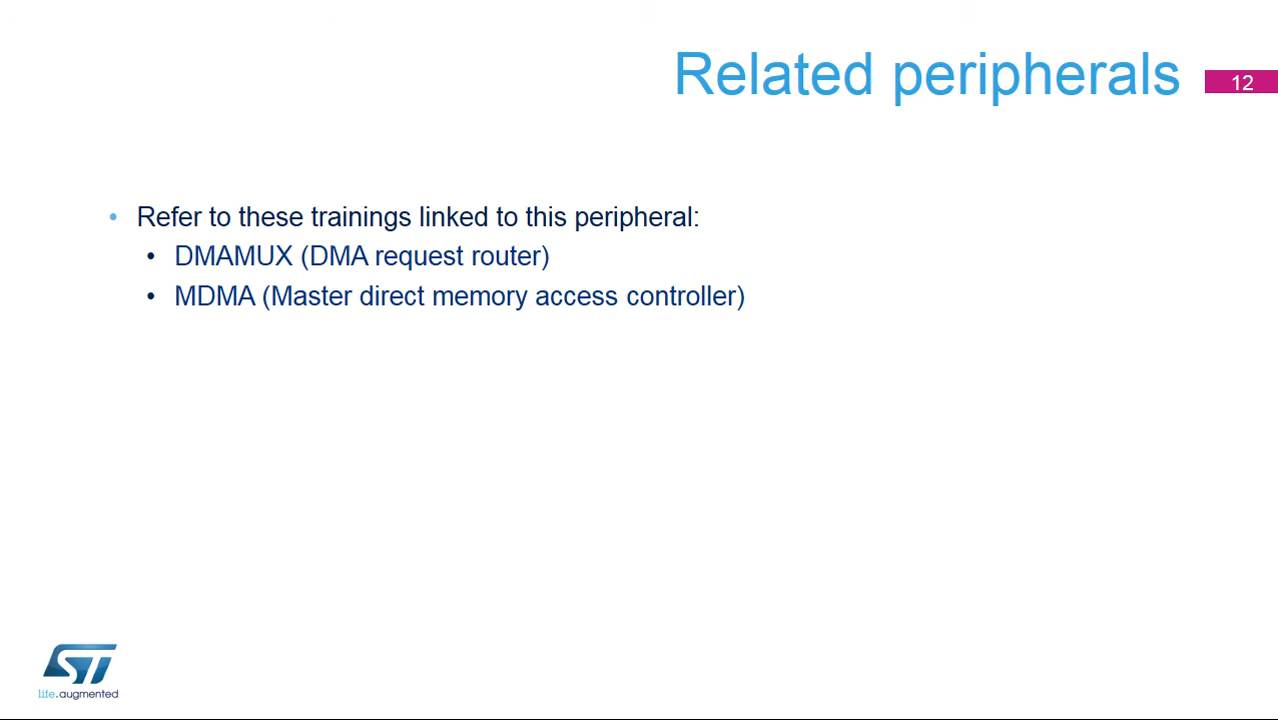 Related peripherals
12
• Refer to these trainings linked to this peripheral:
• DMAMUX (DMA request router)
• MDMA (Master direct memory access controller)
ST
life.augmented